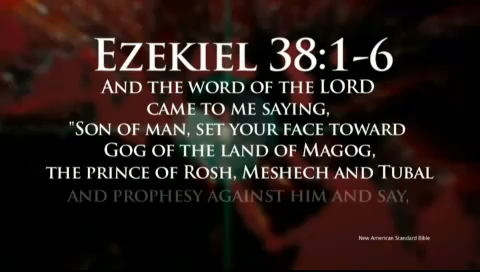 EZEKIEL 38:1-6
AND THE WORD OF THE LORD
CAME TO ME SAYING,
"SON OF MAN, SET YOUR FACE TOWARD
GOG OF THE LAND OF MAGOG,
THE PRINCE OF ROSH, MESHECH AND TUBAL
AND PROPHESY AGAINST HIM AND SAY,
New American Standard Bible